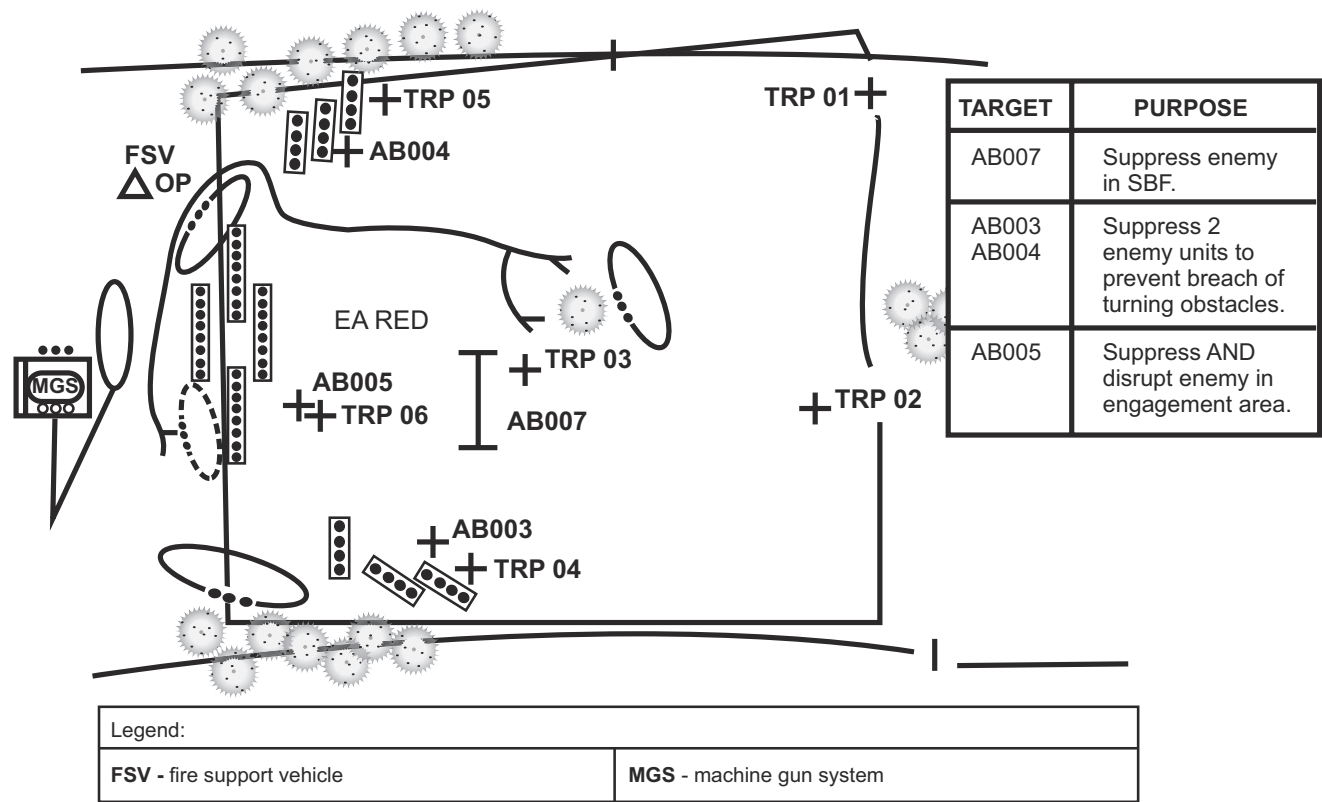 TRP 05
TRP 01
AB004
FSV
OP
EA RED
TRP 03
MGS
AB005
TRP 06
AB007
TRP 02
AB003
TRP 04
TARGET PURPOSE
AB007 Suppress enemy
in SBF.
AB003 Suppress 2
AB004 enemy units to
prevent breach of
turning obstacles.
AB005 Suppress AND
disrupt enemy in
engagement area.
Legend:
FSV - fire support vehicle MGS - machine gun system